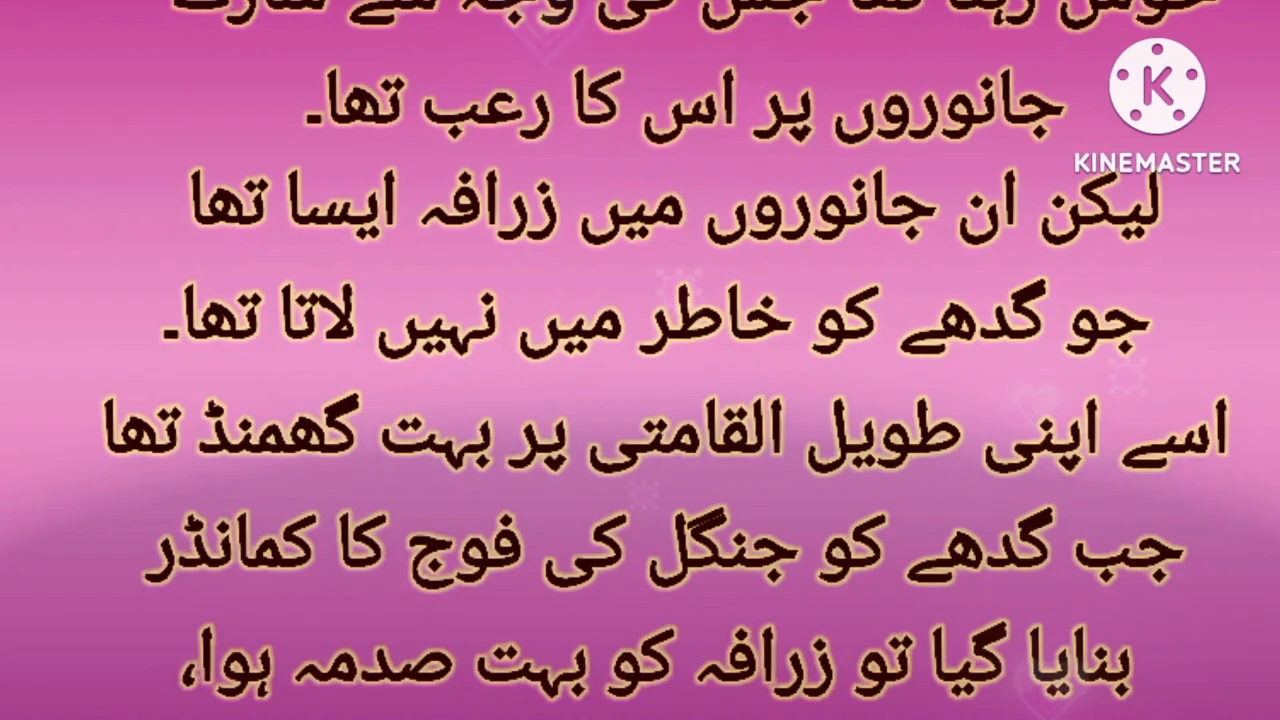 جانوروں پر اس کا رعب تھا۔
لیکن ان جانوروں میں زرافہ ایسا تھا
جو گدھے کو خاطر میں نہیں لاتا تھا۔
اسے اپنی طویل القامتی پر بہت گھمنڈ تھا
جب گدھے کو جنگل کی فوج کا کمانڈر
بنایا گیا تو زرافہ کو بہت صدمہ ہوا،
K
KINEMASTER